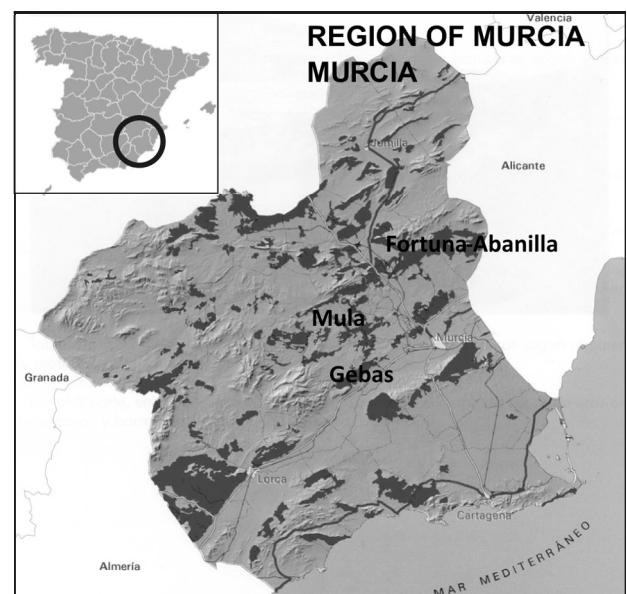 Valencia
REGION OF MURCIA
MURCIA
Jumilla
Alicante
Fortuna-Abanilla
Mula
Murcia
Gebas
Granada
Lorca
Cartagena
Almería
MAR MEDITERRÁNEO